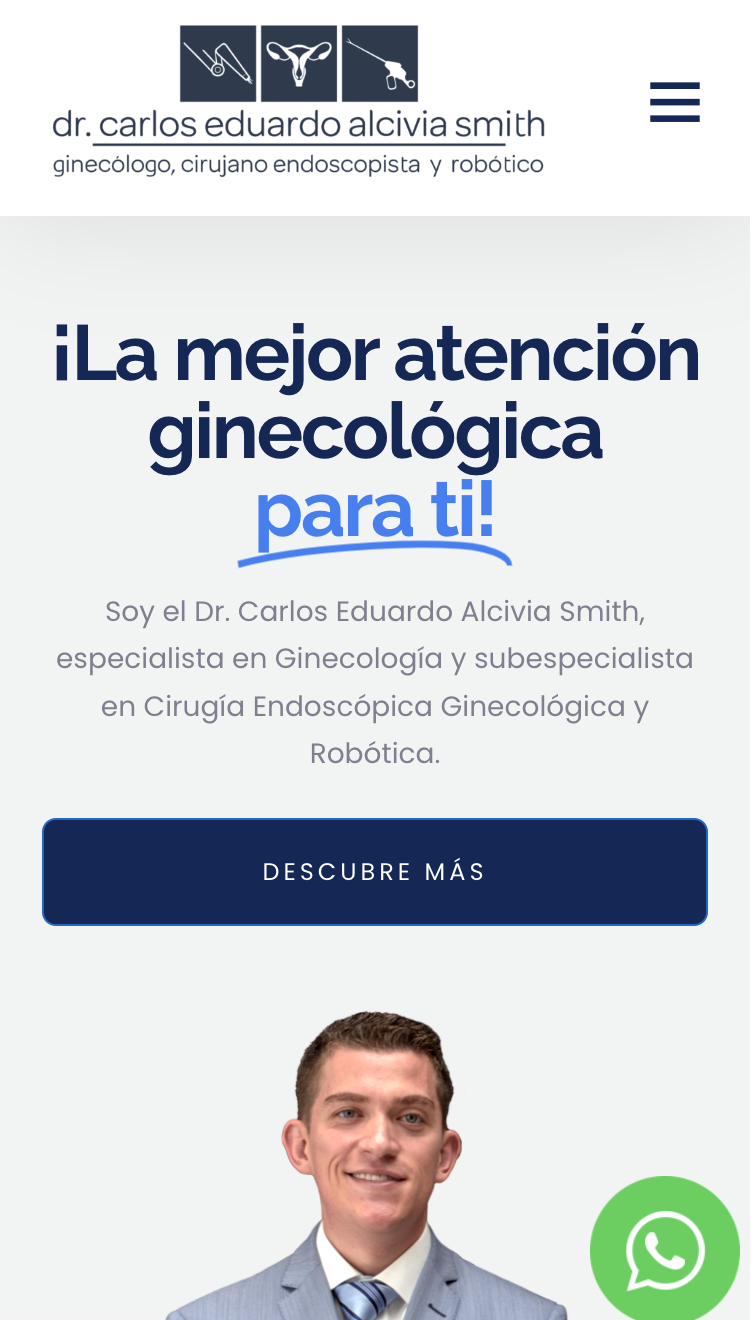 dr. carlos eduardo alcivia smith
ginecólogo, cirujano endoscopista y robótico
¡La mejor atención
ginecológica
para ti!
Soy el Dr. Carlos Eduardo Alcivia Smith,
especialista en Ginecología y subespecialista
en Cirugía Endoscópica Ginecológica y
Robótica.
DESCUBRE MÁS